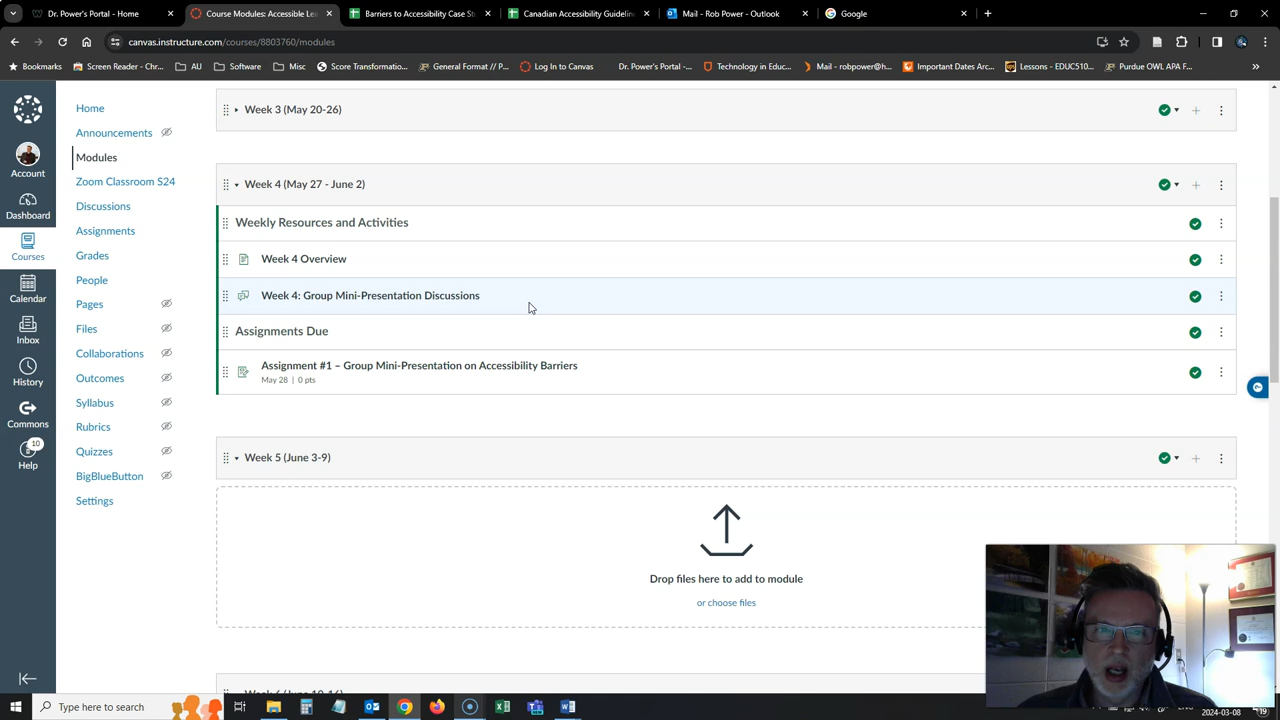 Dr. Power's Portal - Home
Course Modules: Accessible Lea
Barriers to Accessibility Case St
Canadian Accessibility Guideline
Mail - Rob Power - Outlook
Google
canvas.instructure.com/courses/8803760/modules
Bookmarks
Screen Reader - Chr...
AU
Software
Misc
Score Transformatio...
General Format // P...
Log In to Canvas
Dr. Power's Portal -...
Technology in Educ...
Mail – robpower@h...
Important Dates Arc...
Lessons - EDUC510...
Purdue OWL APA F...
Account
Dashboard
Courses
Calendar
Inbox
History
Commons
10
Help
Home
Announcements
Modules
Zoom Classroom S24
Discussions
Assignments
Grades
People
Pages
Files
Collaborations
Outcomes
Syllabus
Rubrics
Quizzes
BigBlueButton
Settings
Week 3 (May 20-26)
Week 4 (May 27 - June 2)
Weekly Resources and Activities
Week 4 Overview
Week 4: Group Mini-Presentation Discussions
Assignments Due
Assignment #1 – Group Mini-Presentation on Accessibility Barriers
May 28 | 0 pts
Week 5 (June 3-9)
Drop files here to add to module
or choose files
Week 6 (June 10-16)
Type here to search
2024-03-08